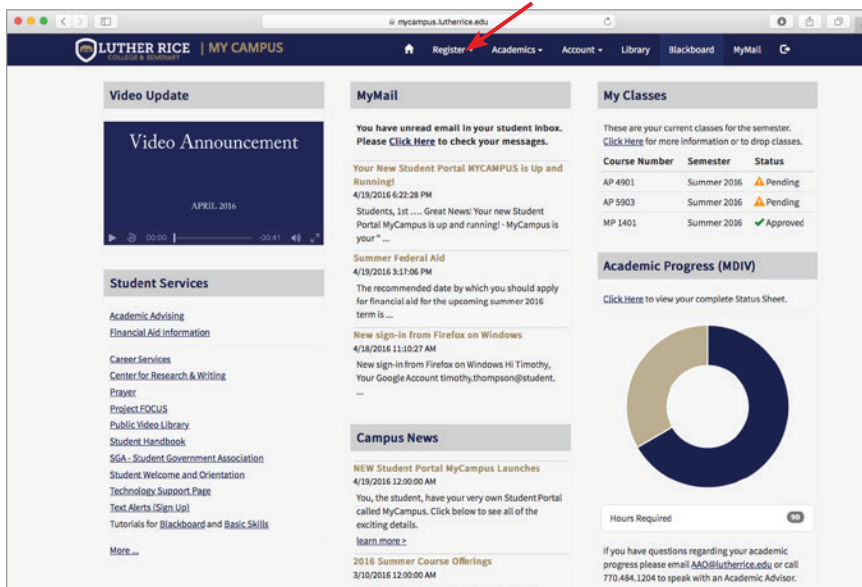 mycampus.lutherrice.edu
LUTHER RICE | MY CAMPUS
COLLEGE & SEMINARY
Register Academics Account Library Blackboard MyMail
Video Update
Video Announcement
APRIL 2016
00:00 -00:41
Student Services
Academic Advising
Financial Aid Information
Career Services
Center for Research & Writing
Prayer
Project FOCUS
Public Video Library
Student Handbook
SGA - Student Government Association
Student Welcome and Orientation
Technology Support Page
Text Alerts (Sign Up)
Tutorials for Blackboard and Basic Skills
More ...
MyMail
You have unread email in your student inbox.
Please Click Here to check your messages.
Your New Student Portal MYCAMPUS is Up and
Running!
4/19/2016 6:22:28 PM
Students, 1st .... Great News! Your new Student
Portal MyCampus is up and running! - MyCampus is
your " ...
Summer Federal Aid
4/19/2016 3:17:06 PM
The recommended date by which you should apply
for financial aid for the upcoming summer 2016
term is ...
New sign-in from Firefox on Windows
4/18/2016 11:10:27 AM
New sign-in from Firefox on Windows Hi Timothy,
Your Google Account timothy.thompson@student.
...
Campus News
NEW Student Portal MyCampus Launches
4/19/2016 12:00:00 AM
You, the student, have your very own Student Portal
called MyCampus. Click below to see all of the
exciting details.
learn more >
2016 Summer Course Offerings
3/10/2016 12:00:00 AM
My Classes
These are your current classes for the semester.
Click Here for more information or to drop classes.
Course Number Semester Status
AP 4901 Summer 2016 Pending
AP 5903 Summer 2016 Pending
MP 1401 Summer 2016 Approved
Academic Progress (MDIV)
Click Here to view your complete Status Sheet.
Hours Required 90
If you have questions regarding your academic
progress please email AAO@lutherrice.edu or call
770.484.1204 to speak with an Academic Advisor.